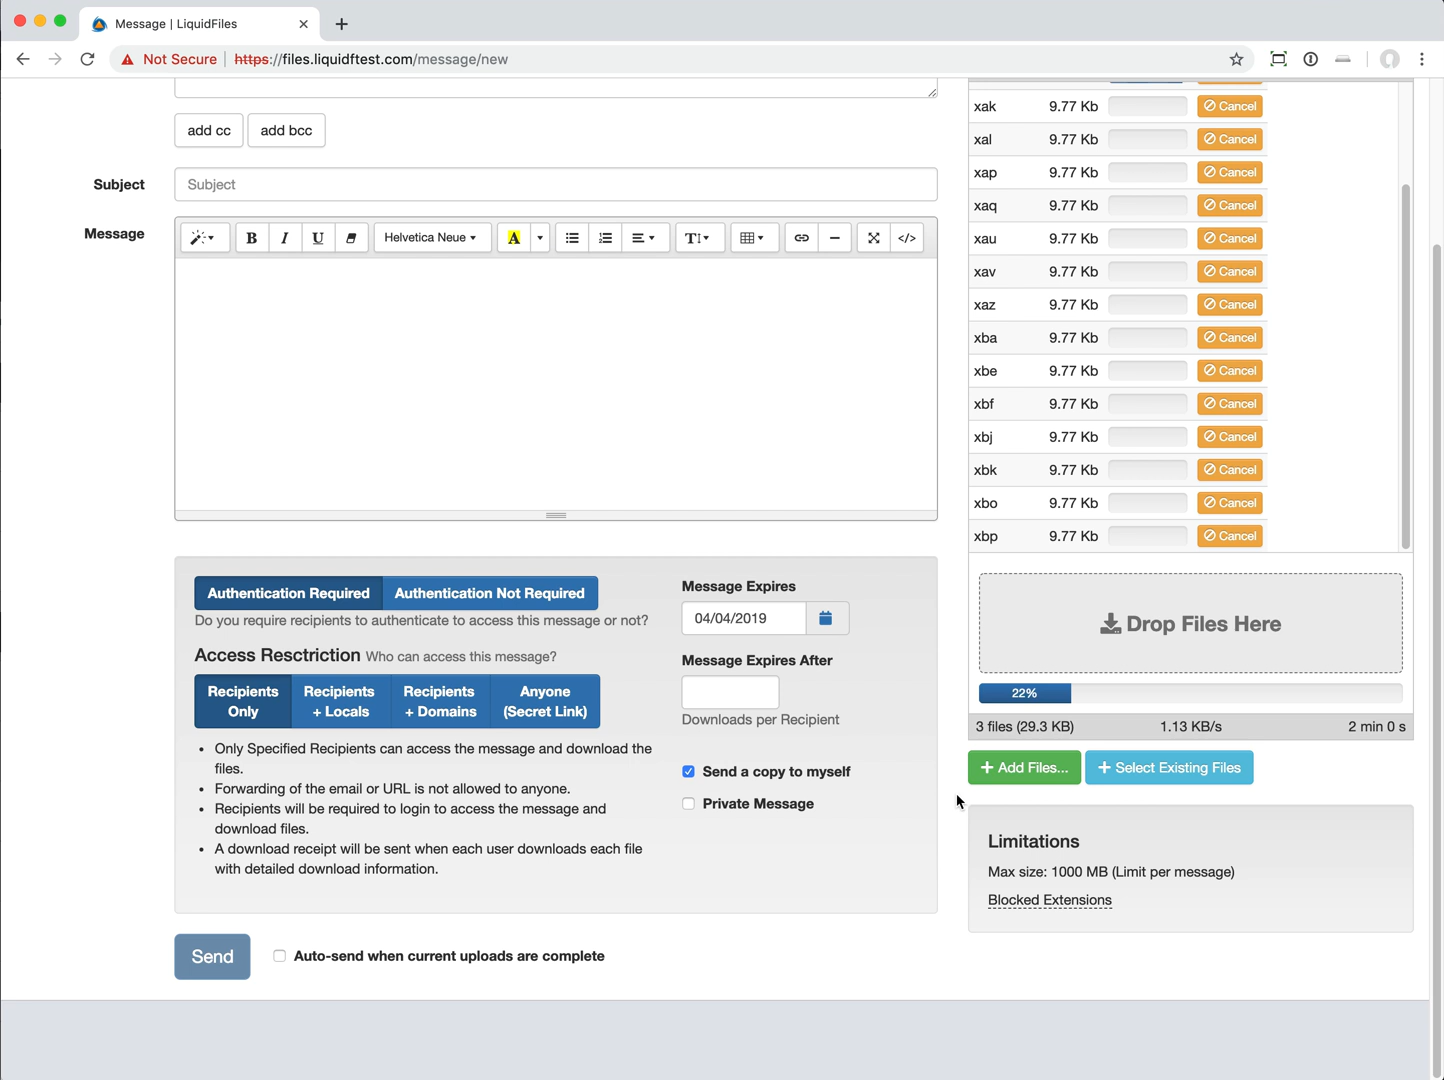 Message | LiquidFiles
Not Secure
https://files.liquidftest.com/message/new
add cc
add bcc
Subject
Subject
Message
B I U
Helvetica Neue
A
Authentication Required
Authentication Not Required
Do you require recipients to authenticate to access this message or not?
Access Resctriction Who can access this message?
Recipients
Only
Recipients
+ Locals
Recipients
+ Domains
Anyone
(Secret Link)
Only Specified Recipients can access the message and download the
files.
Forwarding of the email or URL is not allowed to anyone.
Recipients will be required to login to access the message and
download files.
A download receipt will be sent when each user downloads each file
with detailed download information.
Message Expires
04/04/2019
Message Expires After
Downloads per Recipient
Send a copy to myself
Private Message
Send
Auto-send when current uploads are complete
xak 9.77 Kb Cancel
xal 9.77 Kb Cancel
xap 9.77 Kb Cancel
xaq 9.77 Kb Cancel
xau 9.77 Kb Cancel
xav 9.77 Kb Cancel
xaz 9.77 Kb Cancel
xba 9.77 Kb Cancel
xbe 9.77 Kb Cancel
xbf 9.77 Kb Cancel
xbj 9.77 Kb Cancel
xbk 9.77 Kb Cancel
xbo 9.77 Kb Cancel
xbp 9.77 Kb Cancel
Drop Files Here
22%
3 files (29.3 KB) 1.13 KB/s 2 min 0 s
+ Add Files...
+ Select Existing Files
Limitations
Max size: 1000 MB (Limit per message)
Blocked Extensions